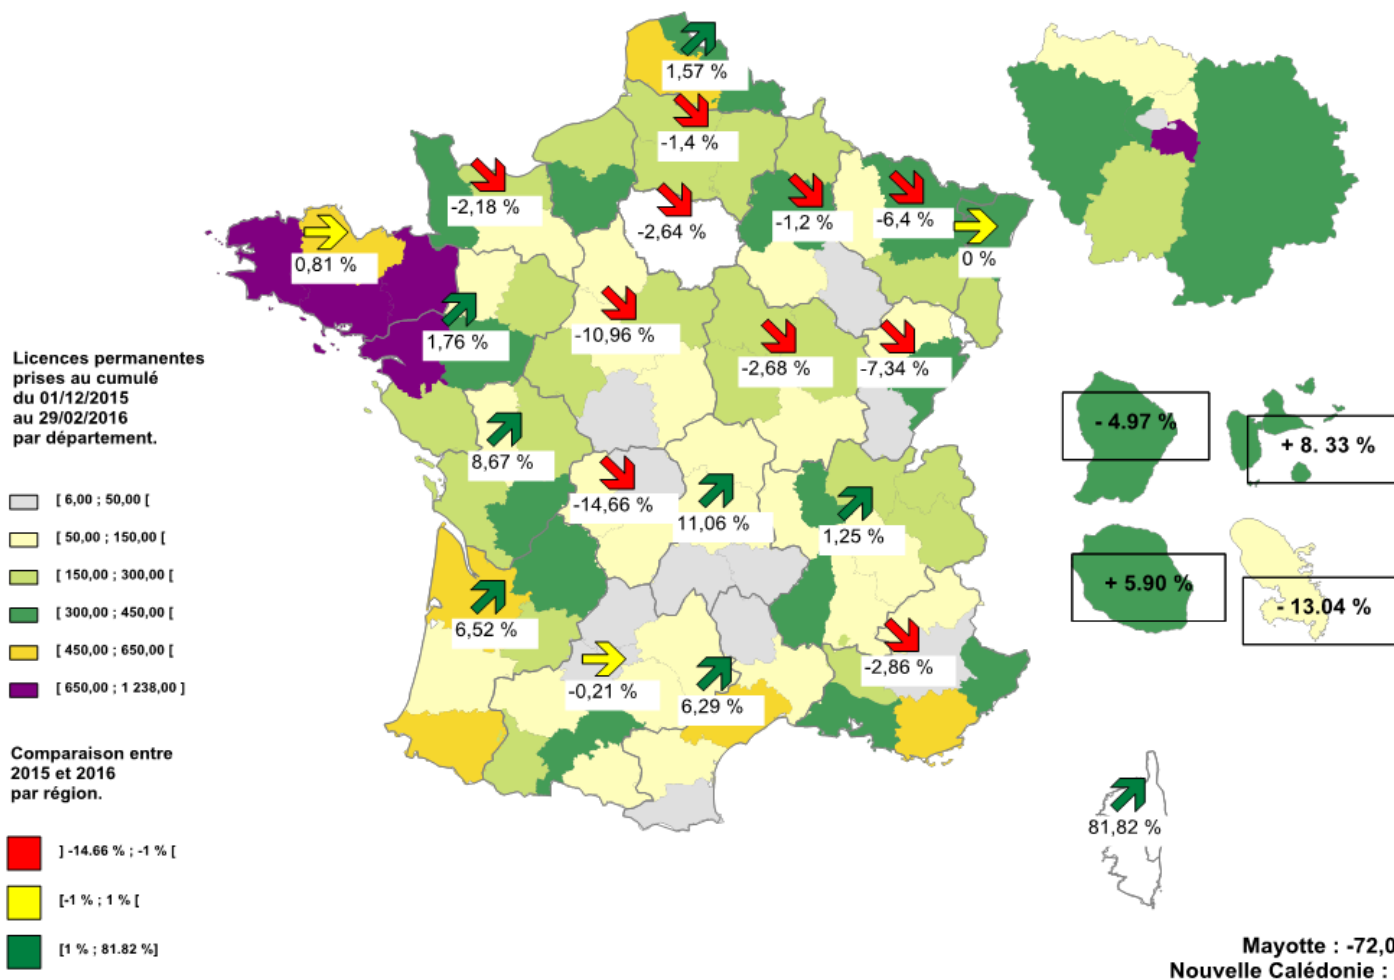 1,57 %
-1,4 %
-2,18 %
-2,64 %
-1,2 %
-6,4 %
0,81 %
0 %
1,76 %
-10,96 %
-2,68 %
-7,34 %
Licences permanentes
prises au cumulé
du 01/12/2015
au 29/02/2016
par département.
[ 6,00 ; 50,00 [
[ 50,00 ; 150,00 [
[ 150,00 ; 300,00 [
[ 300,00 ; 450,00 [
[ 450,00 ; 650,00 [
[ 650,00 ; 1 238,00 ]
8,67 %
-14,66 %
11,06 %
1,25 %
6,52 %
-0,21 %
6,29 %
-2,86 %
- 4.97 %
+ 8. 33 %
+ 5.90 %
- 13.04 %
Comparaison entre
2015 et 2016
par région.
] -14.66 % ; -1 % [
[-1 % ; 1 % [
[1 % ; 81.82 %]
81,82 %
Mayotte : -72,0
Nouvelle Calédonie :